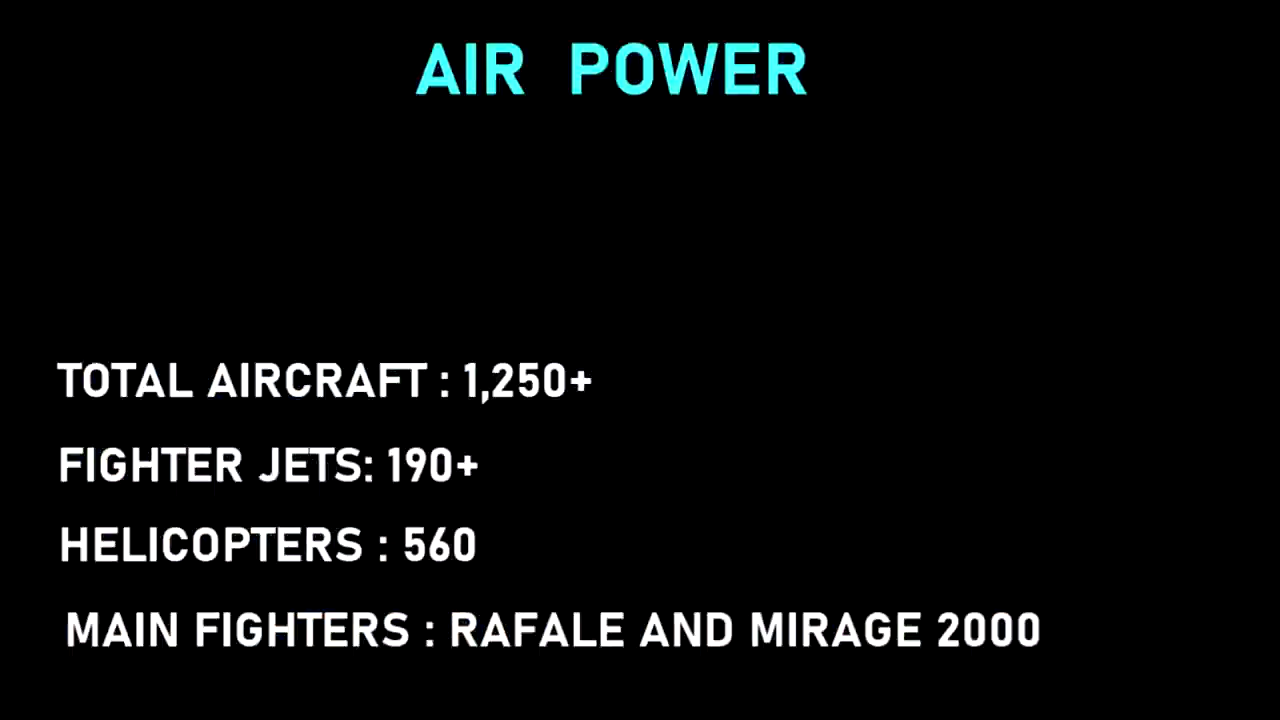 AIR POWER
TOTAL AIRCRAFT : 1,250+
FIGHTER JETS: 190+
HELICOPTERS : 560
MAIN FIGHTERS : RAFALE AND MIRAGE 2000